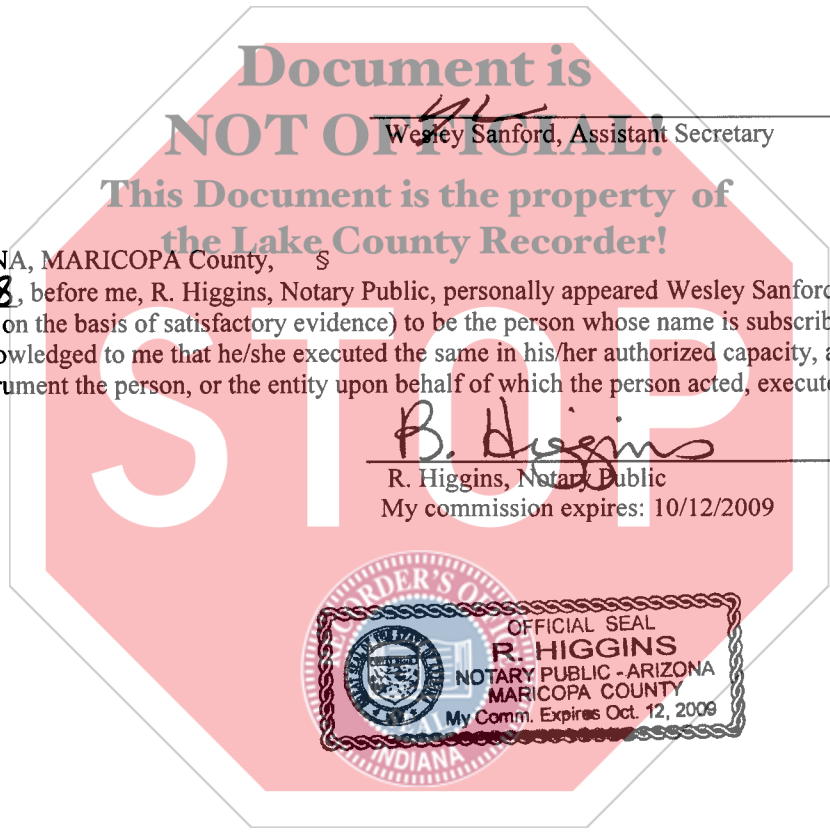 Document is
NOT OFFICIAL!
Wesley Sanford, Assistant Secretary
This Document is the property of
the Lake County Recorder!
NA, MARICOPA County, §
8, before me, R. Higgins, Notary Public, personally appeared Wesley Sanford
on the basis of satisfactory evidence) to be the person whose name is subscrib
owledged to me that he/she executed the same in his/her authorized capacity, a
rument the person, or the entity upon behalf of which the person acted, execute
STOP
B. Higgins
R. Higgins, Notary Public
My commission expires: 10/12/2009
RECORDER'S OFFIC
OFFICIAL SEAL
R. HIGGINS
NOTARY PUBLIC - ARIZONA
MARICOPA COUNTY
My Comm. Expires Oct. 12, 2009
INDIANA